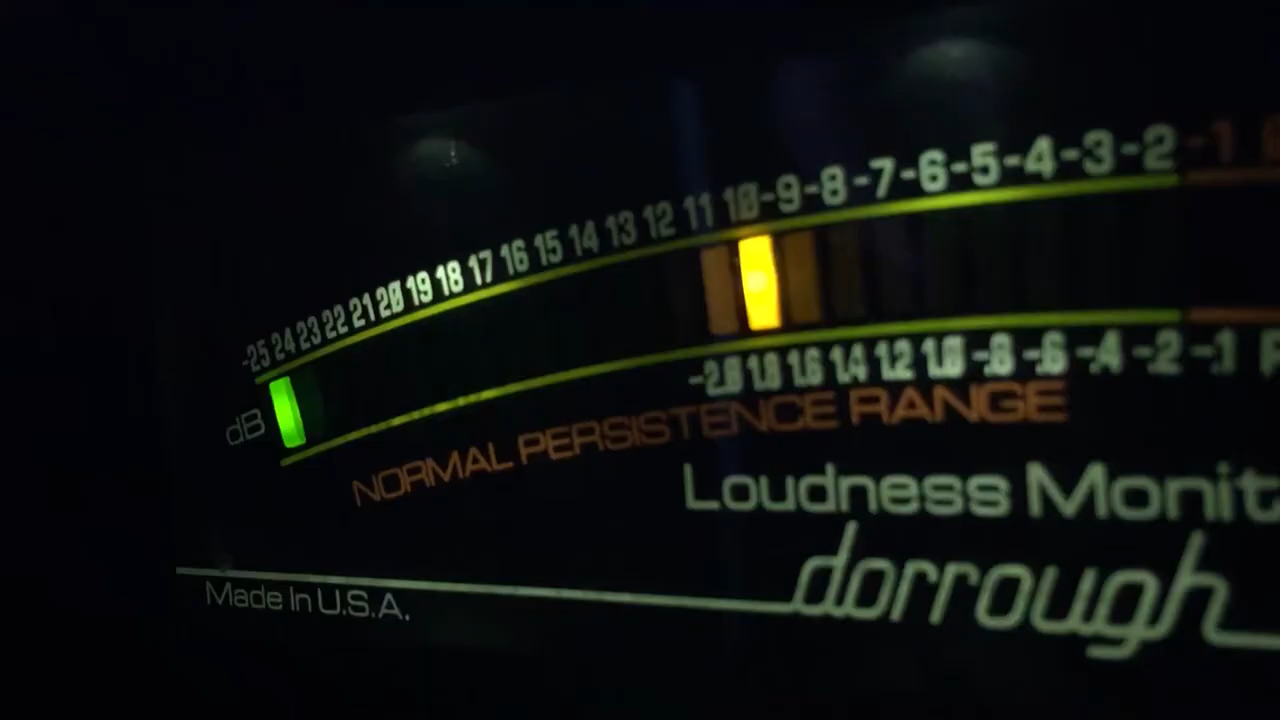 -25 24 23 22 21 20 19 18 17 16 15 14 13 12 11 10-9-8-7-6-5-4-3-2-1
dB
-2.0 1.8 1.6 1.4 1.2 1.0 -.8 -.6 -.4 -.2 -.1
NORMAL PERSISTENCE RANGE
Loudness Monit
dorrough
Made In U.S.A.